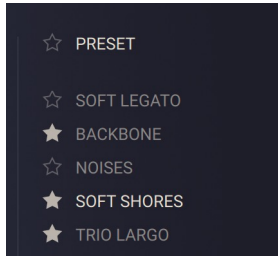 PRESET
SOFT LEGATO
BACKBONE
NOISES
SOFT SHORES
TRIO LARGO